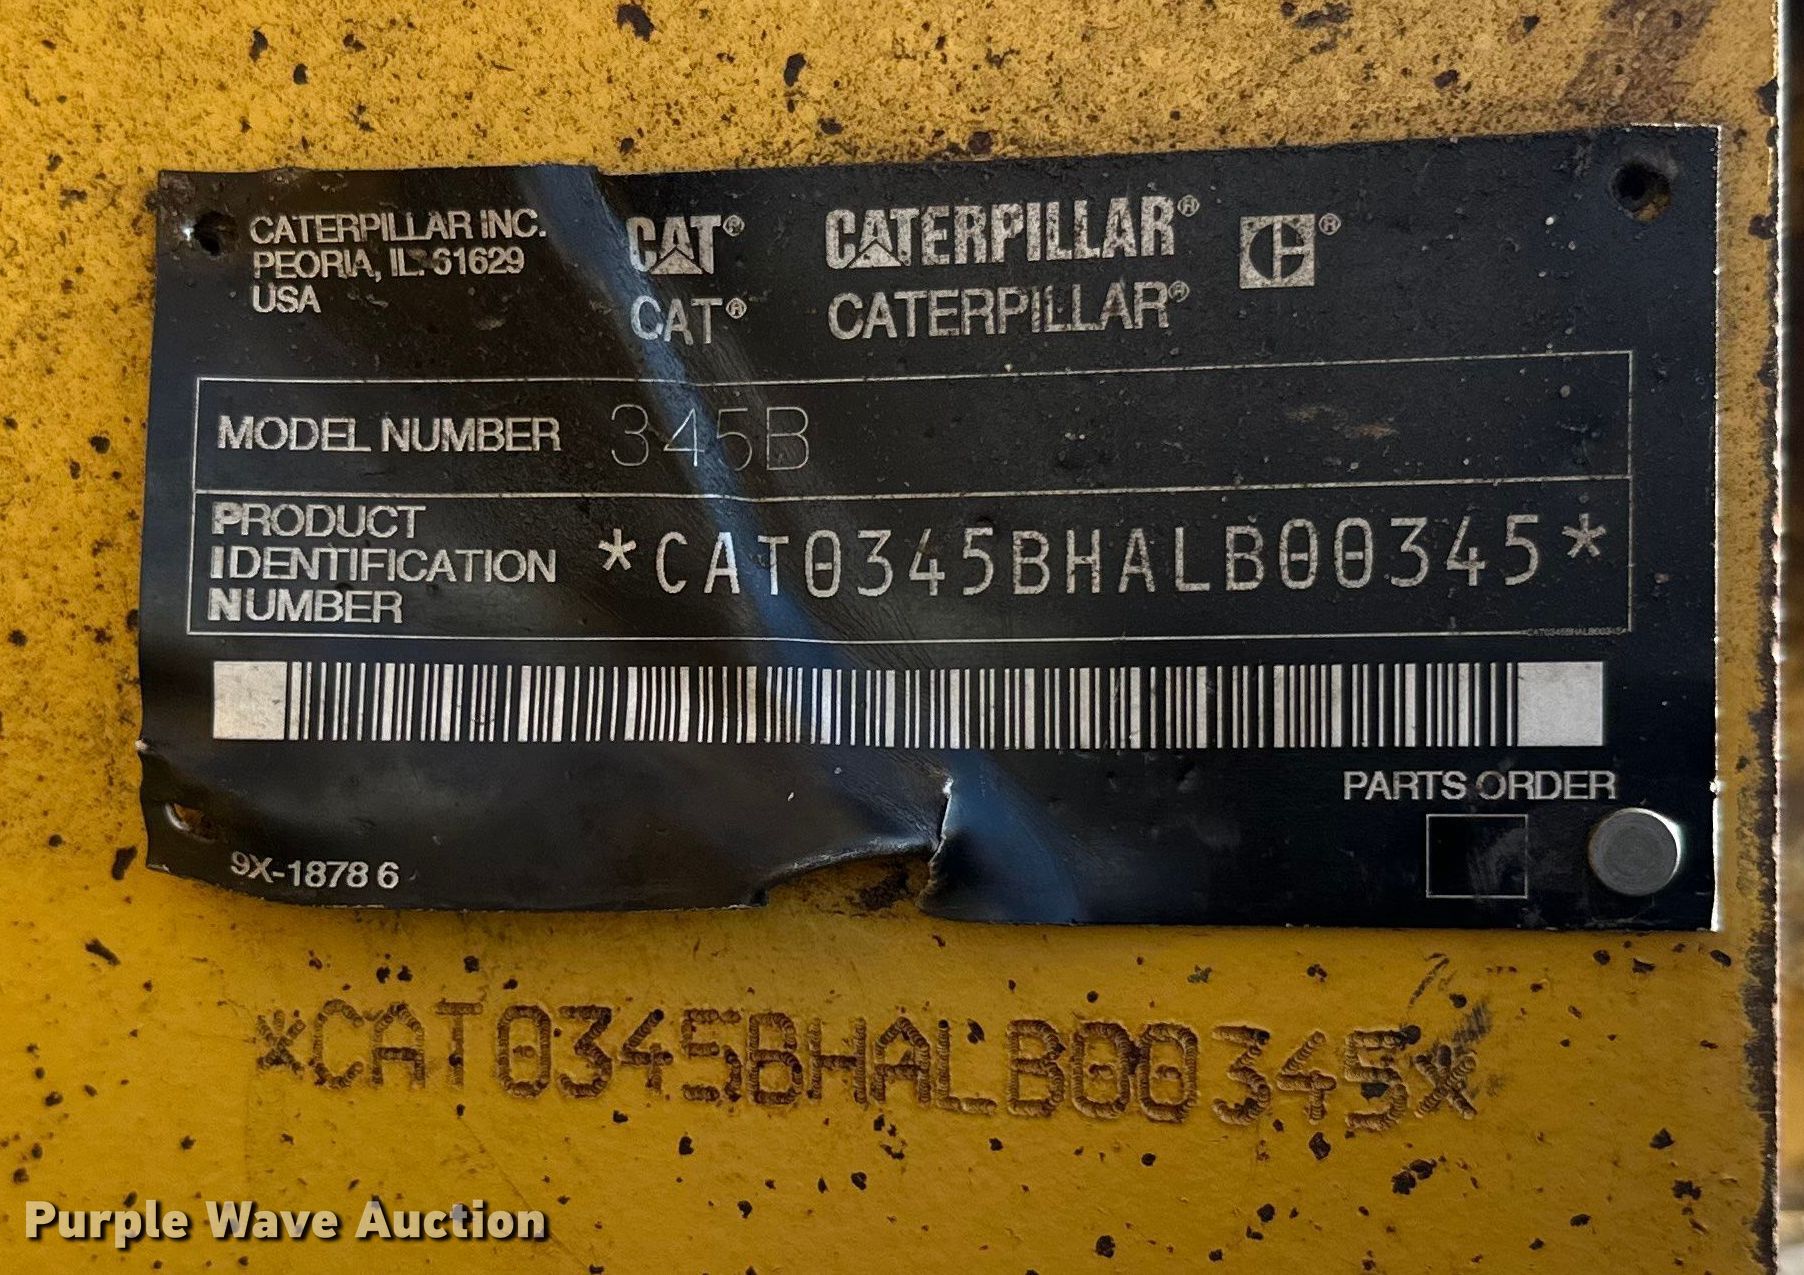 CATERPILLAR INC.
PEORIA, IL. 61629
USA
CAT® CATERPILLAR® ®
CAT® CATERPILLAR®
MODEL NUMBER 345B
PRODUCT
IDENTIFICATION
NUMBER
*CAT0345BHALB00345*
*CAT0345BHALB00345*
PARTS ORDER
9X-1878 6
*CAT0345BHALB00345*
Purple Wave Auction